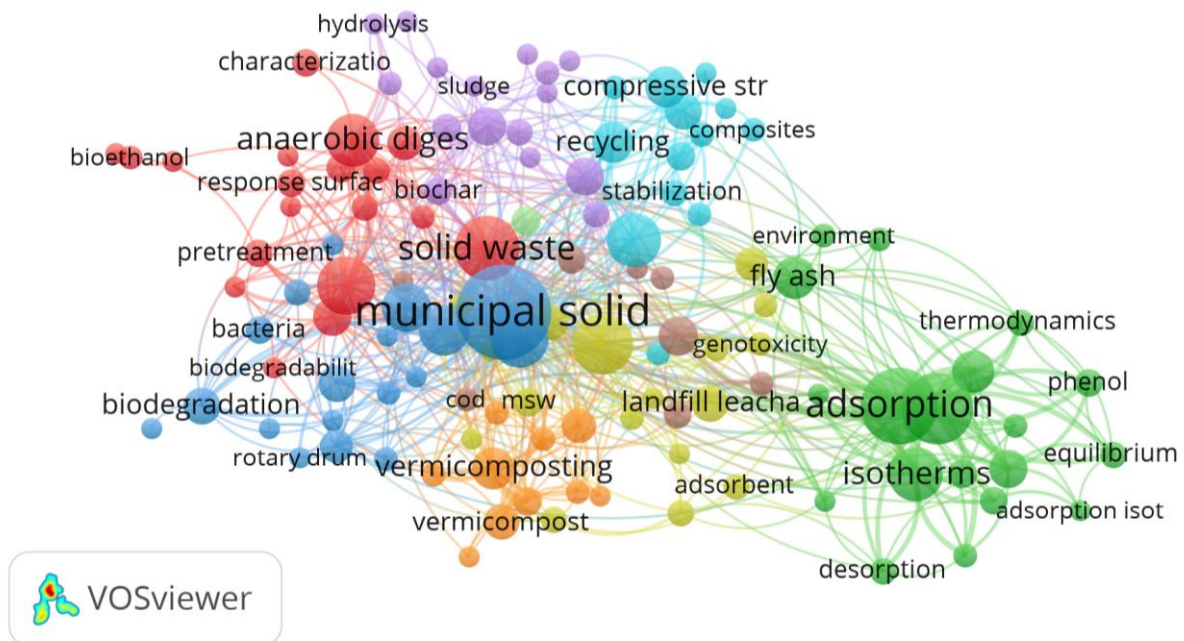 hydrolysis
characterizatio
sludge
compressive str
anaerobic diges
recycling
composites
bioethanol
response surfac
biochar
stabilization
pretreatment
solid waste
environment
fly ash
municipal solid
bacteria
thermodynamics
genotoxicity
biodegradabilit
phenol
biodegradation
cod
msw
landfill leacha
adsorption
rotary drum
vermicomposting
equilibrium
isotherms
adsorbent
adsorption isot
vermicompost
desorption
VOSviewer